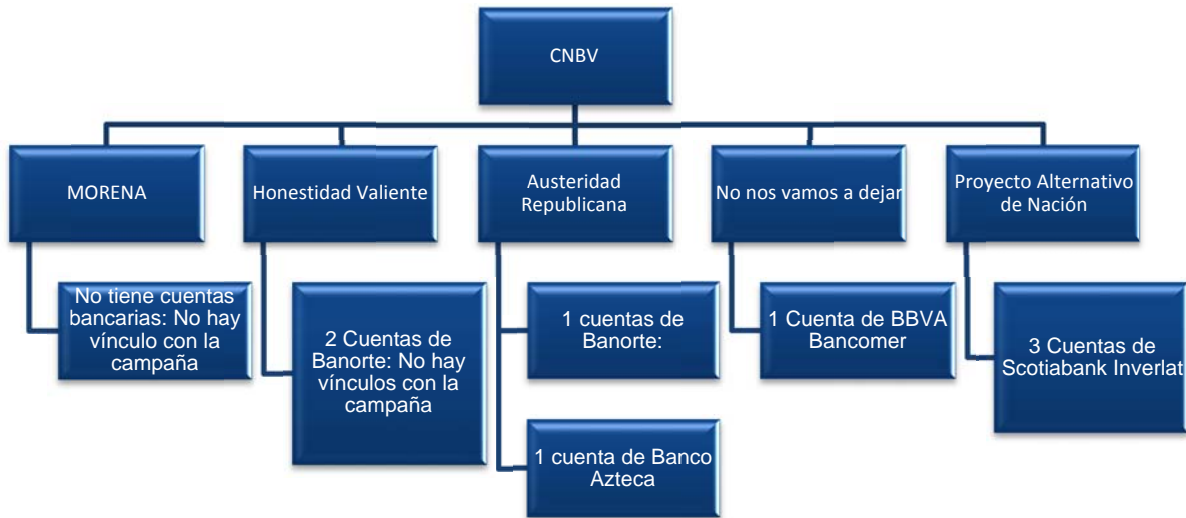 CNBV
MORENA
Honestidad Valiente
Austeridad
Republicana
No nos vamos a dejar
Proyecto Alternativo
de Nación
No tiene cuentas
bancarias: No hay
vínculo con la
campaña
2 Cuentas de
Banorte: No hay
vínculos con la
campaña
1 cuentas de
Banorte:
1 cuenta de Banco
Azteca
1 Cuenta de BBVA
Bancomer
3 Cuentas de
Scotiabank Inverlat